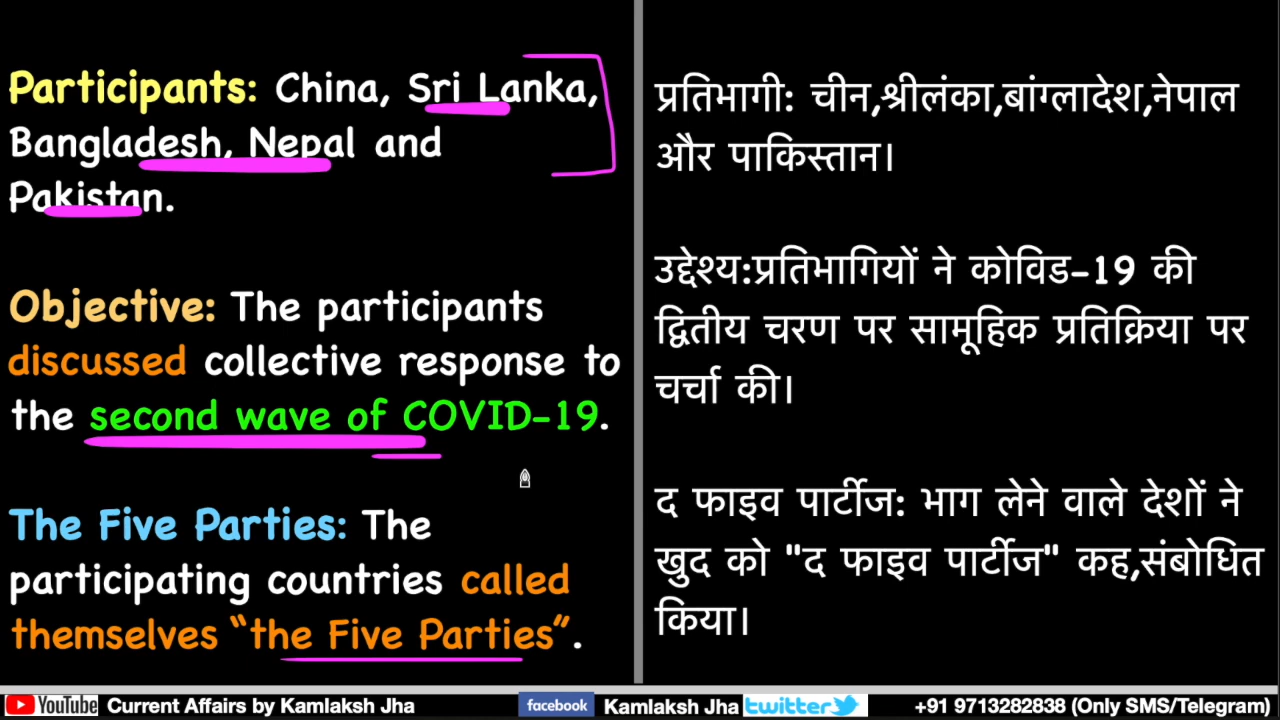 Participants: China, Sri Lanka,
Bangladesh, Nepal and
Pakistan.
Objective: The participants
discussed collective response to
the second wave of COVID-19.
The Five Parties: The
participating countries called
themselves “the Five Parties”.
प्रतिभागी: चीन,श्रीलंका,बांग्लादेश,नेपाल
और पाकिस्तान।
उद्देश्य:प्रतिभागियों ने कोविड-19 की
द्वितीय चरण पर सामूहिक प्रतिक्रिया पर
चर्चा की।
द फाइव पार्टीज: भाग लेने वाले देशों ने
खुद को "द फाइव पार्टीज" कह,संबोधित
किया।
YouTube Current Affairs by Kamlaksh Jha facebook Kamlaksh Jha twitter +91 9713282838 (Only SMS/Telegram)